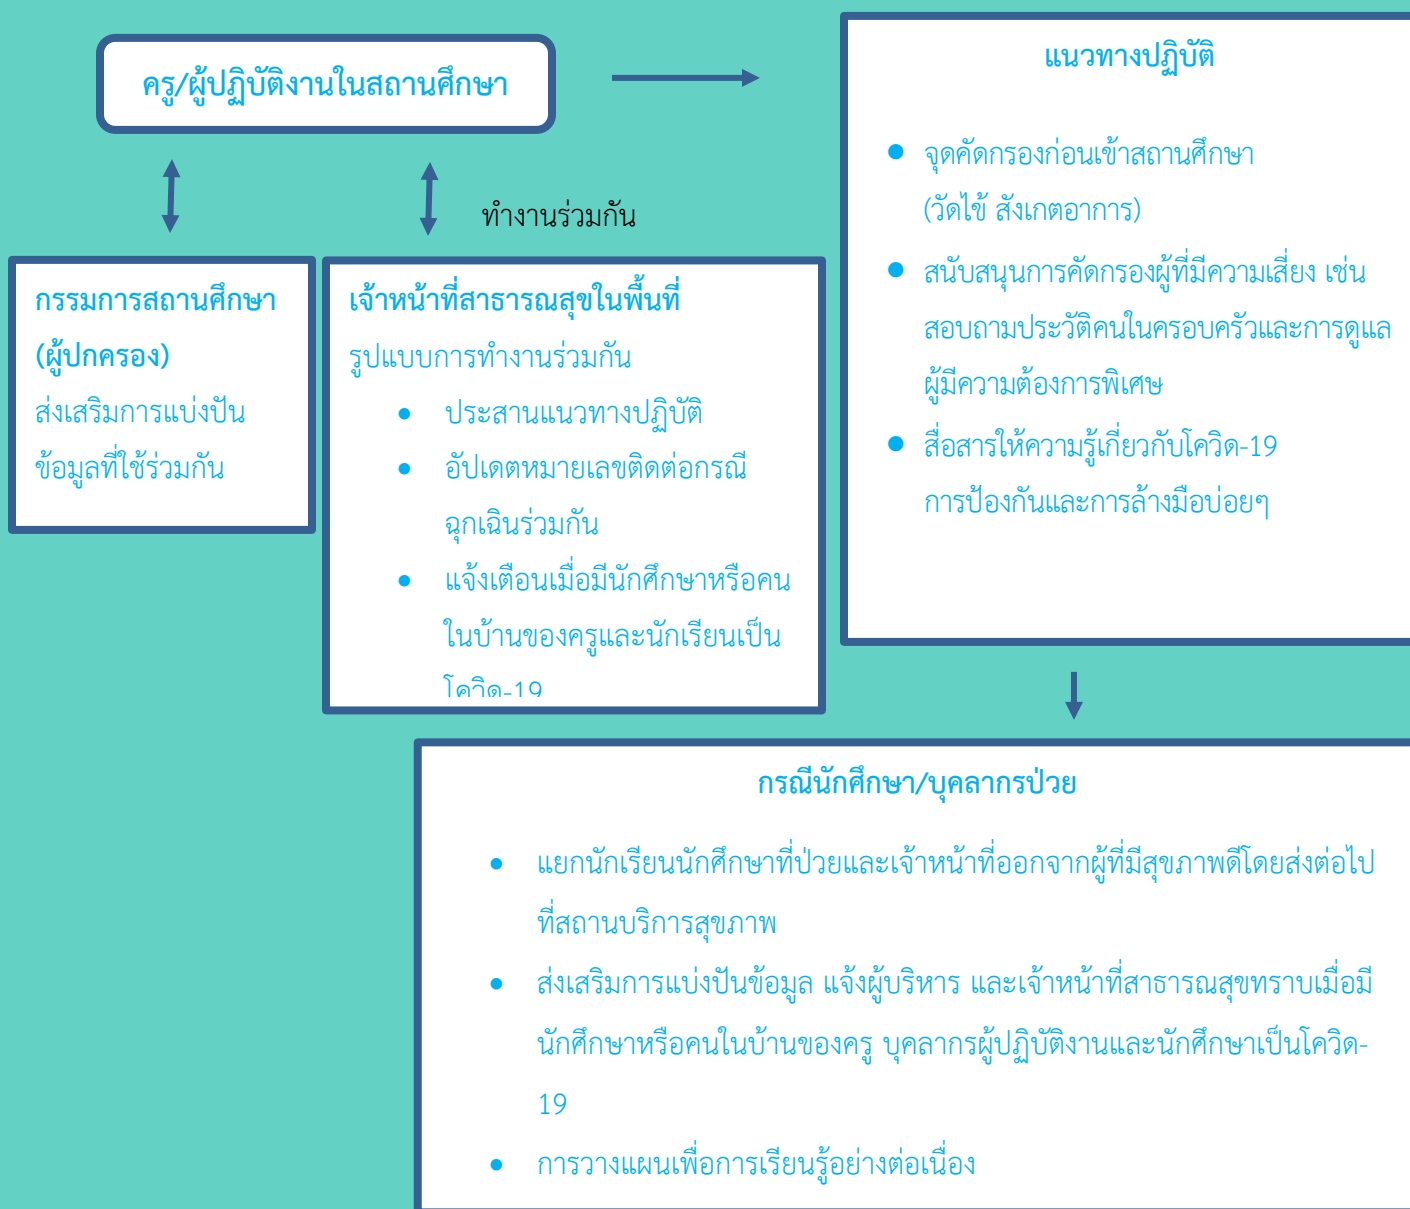 ครู/ผู้ปฏิบัติงานในสถานศึกษา
ทำงานร่วมกัน
กรรมการสถานศึกษา
(ผู้ปกครอง)
ส่งเสริมการแบ่งปัน
ข้อมูลที่ใช้ร่วมกัน
เจ้าหน้าที่สาธารณสุขในพื้นที่
รูปแบบการทำงานร่วมกัน
• ประสานแนวทางปฏิบัติ
• อัปเดตหมายเลขติดต่อกรณี
ฉุกเฉินร่วมกัน
• แจ้งเตือนเมื่อมีนักศึกษาหรือคน
ในบ้านของครูและนักเรียนเป็น
โควิด-19
แนวทางปฏิบัติ
• จุดคัดกรองก่อนเข้าสถานศึกษา
(วัดไข้ สังเกตอาการ)
• สนับสนุนการคัดกรองผู้ที่มีความเสี่ยง เช่น
สอบถามประวัติคนในครอบครัวและการดูแล
ผู้มีความต้องการพิเศษ
• สื่อสารให้ความรู้เกี่ยวกับโควิด-19
การป้องกันและการล้างมือบ่อยๆ
กรณีนักศึกษา/บุคลากรป่วย
• แยกนักเรียนนักศึกษาที่ป่วยและเจ้าหน้าที่ออกจากผู้ที่มีสุขภาพดีโดยส่งต่อไป
ที่สถานบริการสุขภาพ
• ส่งเสริมการแบ่งปันข้อมูล แจ้งผู้บริหาร และเจ้าหน้าที่สาธารณสุขทราบเมื่อมี
นักศึกษาหรือคนในบ้านของครู บุคลากรผู้ปฏิบัติงานและนักศึกษาเป็นโควิด-
19
• การวางแผนเพื่อการเรียนรู้อย่างต่อเนื่อง